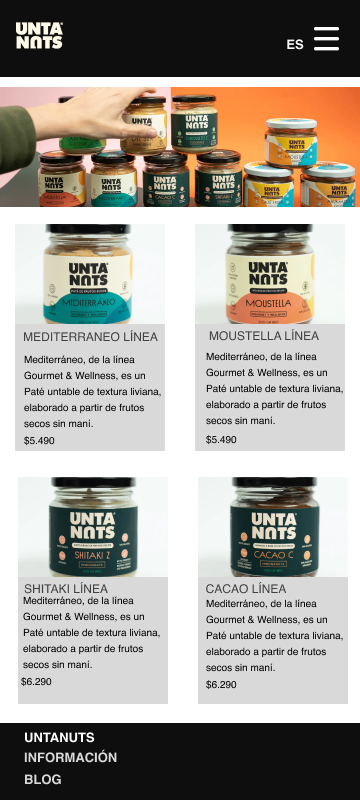 UNTA
NUTS
ES
UNTA
NUTS
MEDITERRÁNEO
UNTA
NUTS
MOUSTELLA
MEDITERRANEO LÍNEA
Mediterráneo, de la línea
Gourmet & Wellness, es un
Paté untable de textura liviana,
elaborado a partir de frutos
secos sin maní.
$5.490
MOUSTELLA LÍNEA
Mediterráneo, de la línea
Gourmet & Wellness, es un
Paté untable de textura liviana,
elaborado a partir de frutos
secos sin maní.
$5.490
UNTA
NUTS
SHITAKI Z
UNTA
NUTS
CACAO C
SHITAKI LÍNEA
Mediterráneo, de la línea
Gourmet & Wellness, es un
Paté untable de textura liviana,
elaborado a partir de frutos
secos sin maní.
$6.290
CACAO LÍNEA
Mediterráneo, de la línea
Gourmet & Wellness, es un
Paté untable de textura liviana,
elaborado a partir de frutos
secos sin maní.
$6.290
UNTANUTS
INFORMACIÓN
BLOG